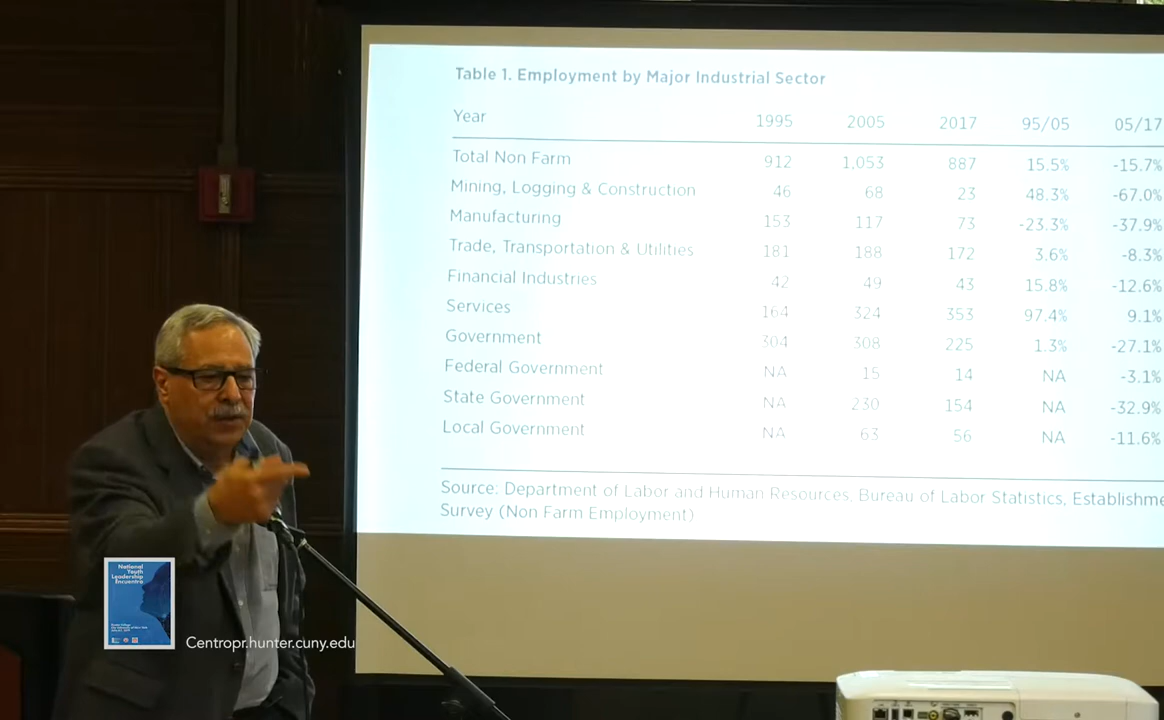 Table 1. Employment by Major Industrial Sector
Year 1995 2005 2017 95/05 05/17
Total Non Farm 912 1,053 887 15.5% -15.7%
Mining, Logging & Construction 46 68 23 48.3% -67.0%
Manufacturing 153 117 73 -23.3% -37.9%
Trade, Transportation & Utilities 181 188 172 3.6% -8.3%
Financial Industries 42 49 43 15.8% -12.6%
Services 164 324 353 97.4% 9.1%
Government 304 308 225 1.3% -27.1%
Federal Government NA 15 14 NA -3.1%
State Government NA 230 154 NA -32.9%
Local Government NA 63 56 NA -11.6%
Source: Department of Labor and Human Resources, Bureau of Labor Statistics, Establishme
Survey (Non Farm Employment)
National
Youth
Leadership
Encuentro
Centropr.hunter.cuny.edu